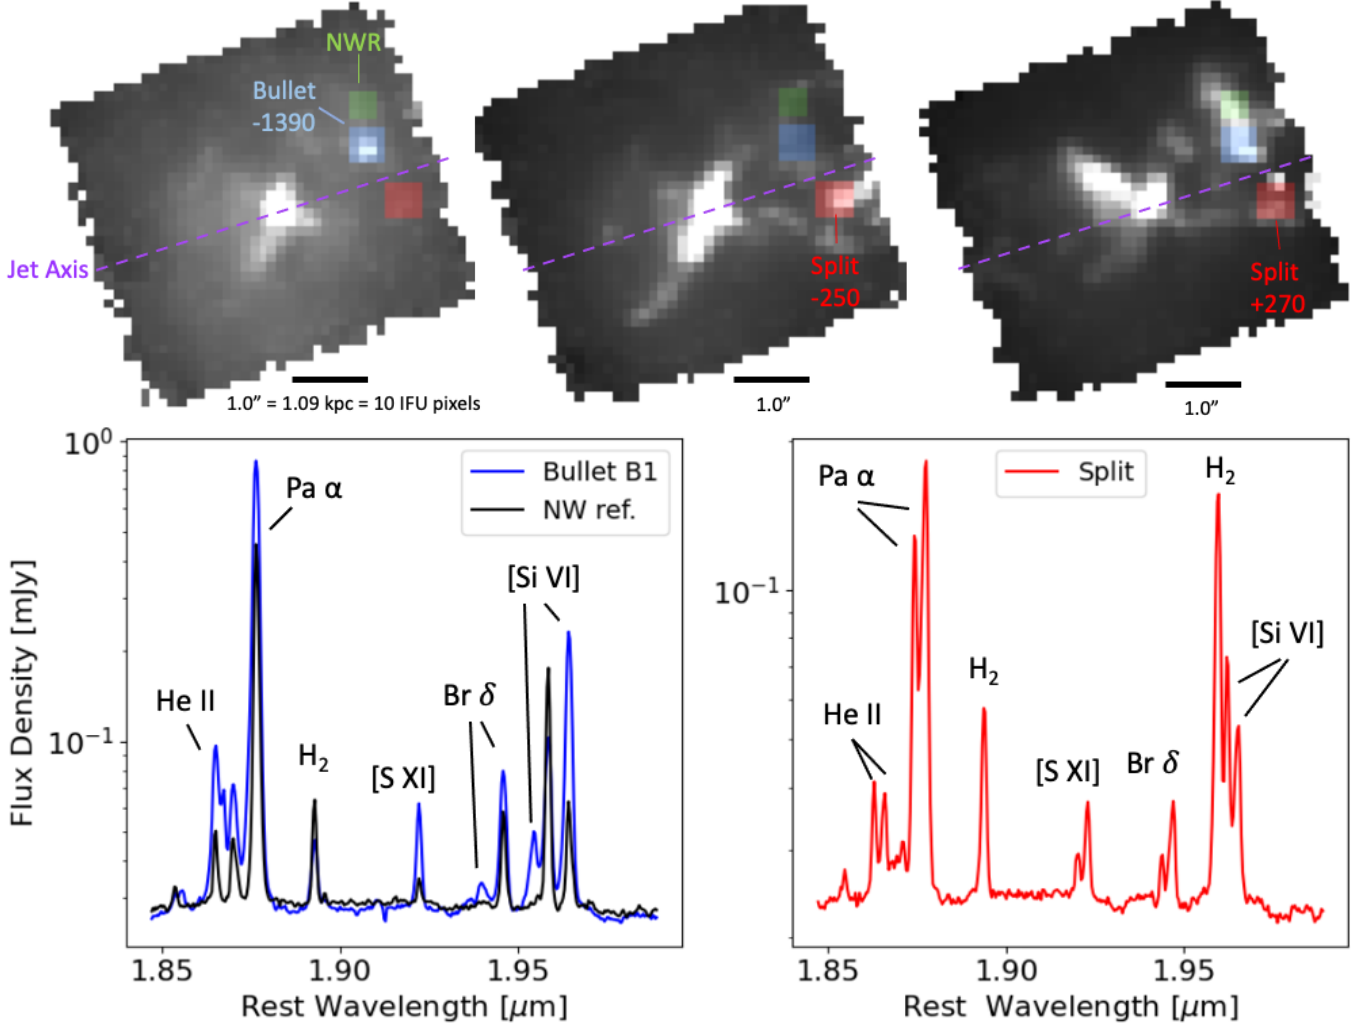 NWR
Bullet
-1390
Jet Axis
1.0” = 1.09 kpc = 10 IFU pixels
Split
-250
1.0”
Split
+270
1.0”
Flux Density [mJy]
10⁰
10⁻¹
Pa α
Bullet B1
NW ref.
He II
H₂
[S XI]
Br δ
[Si VI]
1.85
1.90
1.95
Rest Wavelength [μm]
10⁻¹
Pa α
Split
H₂
He II
H₂
[S XI]
Br δ
[Si VI]
1.85
1.90
1.95
Rest Wavelength [μm]